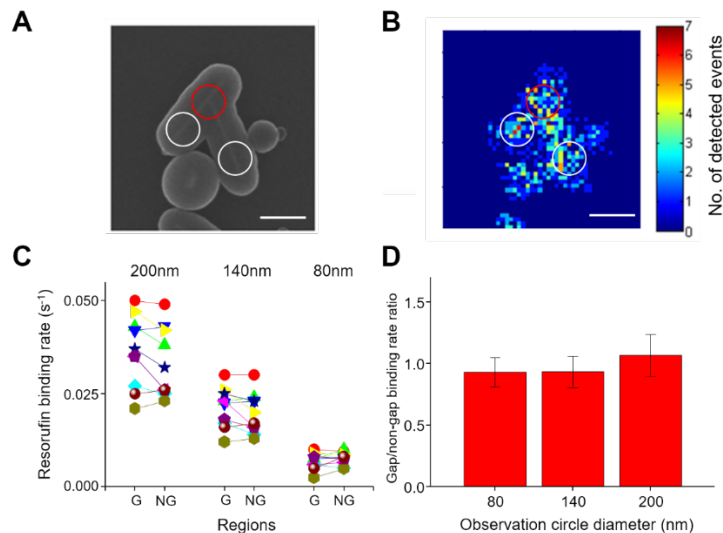 A
B
7
6
5
4
3
2
1
0
No. of detected events
C
200nm
140nm
80nm
0.050
0.025
0.000
Resorufin binding rate (s⁻¹)
G
NG
G
NG
G
NG
Regions
D
1.5
1.0
0.5
0.0
Gap/non-gap binding rate ratio
80
140
200
Observation circle diameter (nm)